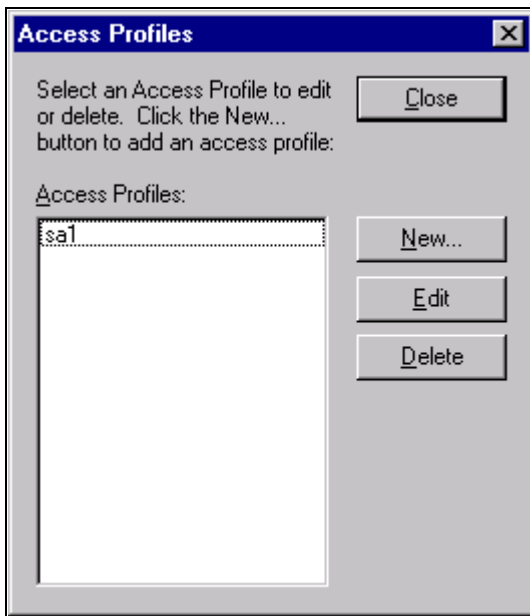 Access Profiles
Select an Access Profile to edit
or delete. Click the New...
button to add an access profile:
Close
Access Profiles:
sa1
New...
Edit
Delete